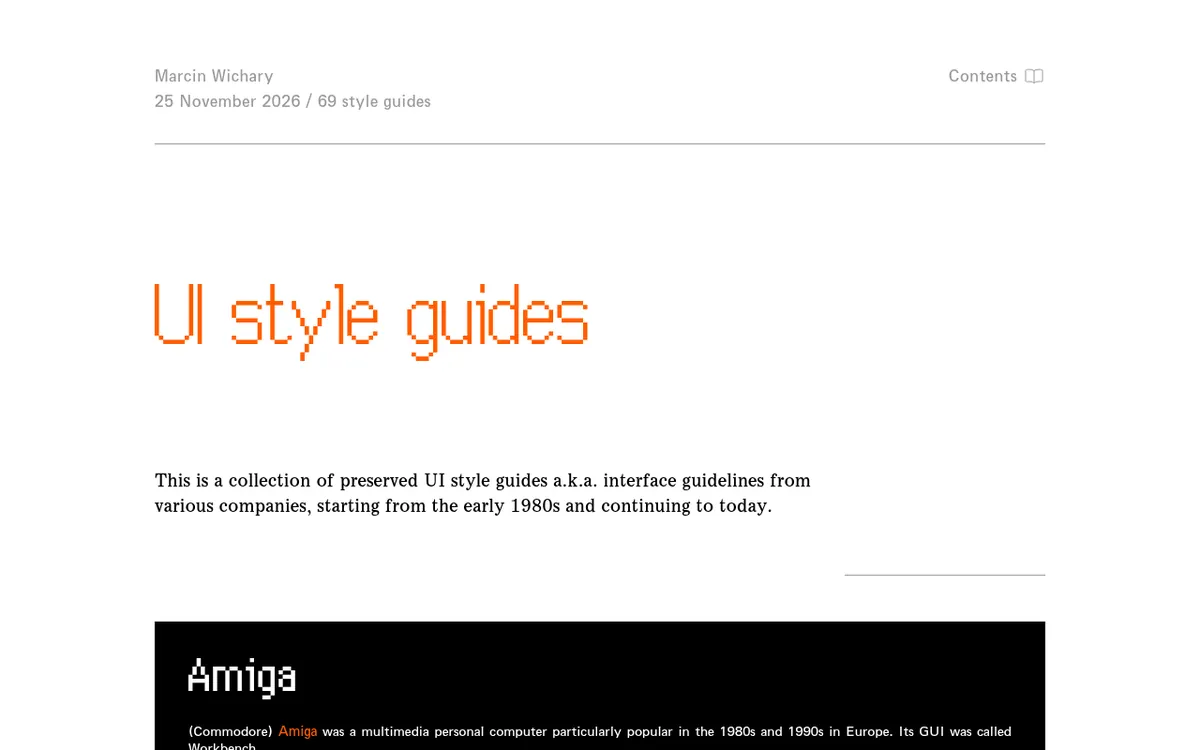 Marcin Wichary
25 November 2026 / 69 style guides
Contents
UI style guides
This is a collection of preserved UI style guides a.k.a. interface guidelines from
various companies, starting from the early 1980s and continuing to today.
Amiga
(Commodore) Amiga was a multimedia personal computer particularly popular in the 1980s and 1990s in Europe. Its GUI was called
Workbench.